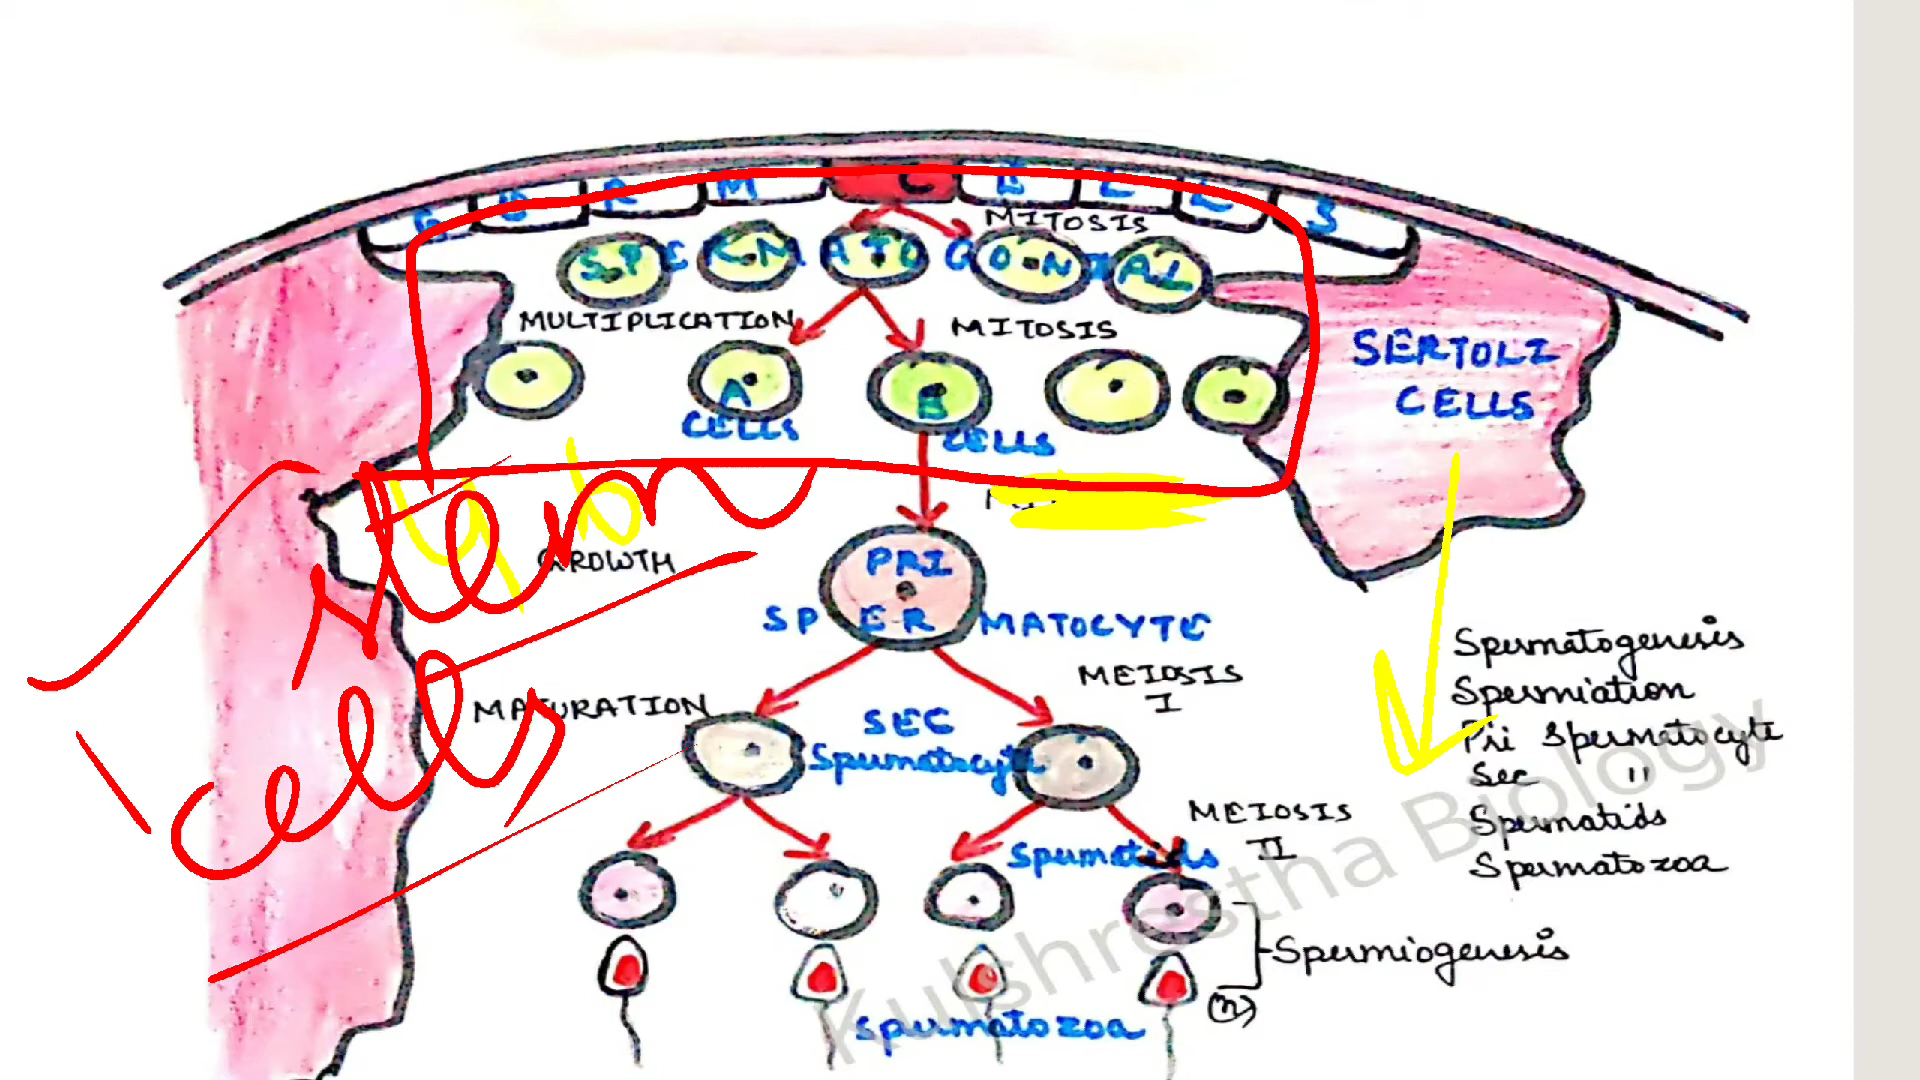 GERM CELLS
MITOSIS
SPERMATOGONIAL
MULTIPLICATION
MITOSIS
A
CELLS
B
CELLS
SERTOLI
CELLS
stem
cells
GROWTH
PRI
SPERMATOCYTE
MATURATION
MEIOSIS
I
SEC
Spermatocyte
MEIOSIS
II
Spermatids
Spermatogenesis
Spermiation
Pri Spermatocyte
Sec "
Spermatids
Spermatozoa
Spermiogenesis
(n)
Spermatozoa
Kulshrestha Biology